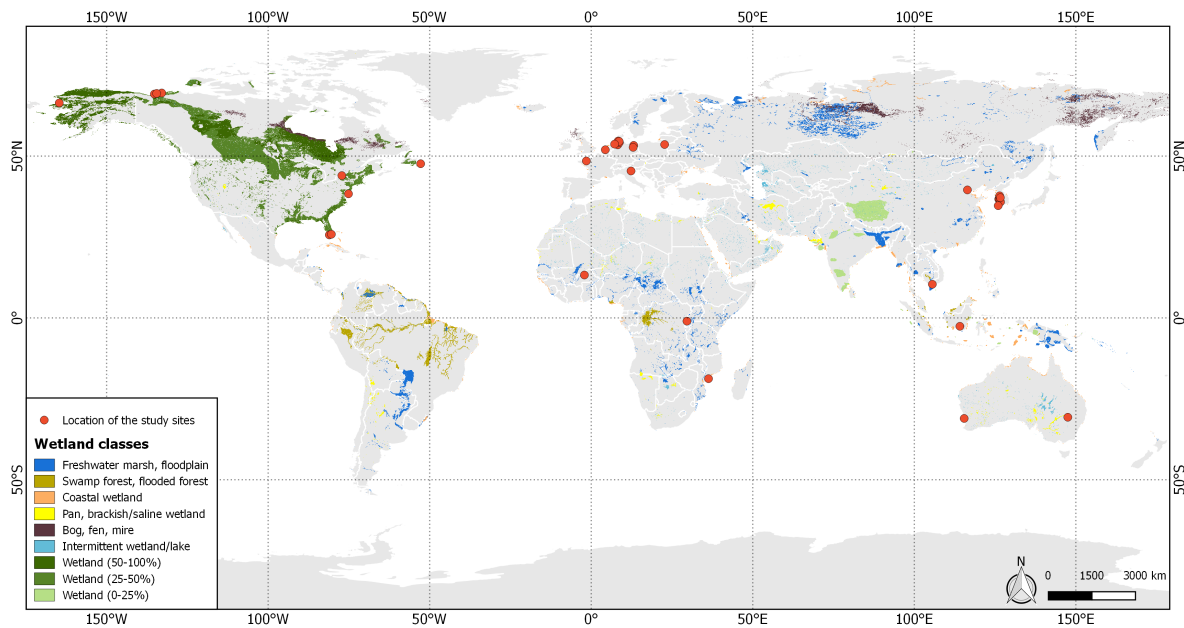 150°W 100°W 50°W 0° 50°E 100°E 150°E
50°N 50°N
0° 0°
50°S 50°S
Location of the study sites
Wetland classes
Freshwater marsh, floodplain
Swamp forest, flooded forest
Coastal wetland
Pan, brackish/saline wetland
Bog, fen, mire
Intermittent wetland/lake
Wetland (50-100%)
Wetland (25-50%)
Wetland (0-25%)
N
0 1500 3000 km
150°W 100°W 50°W 0° 50°E 100°E 150°E